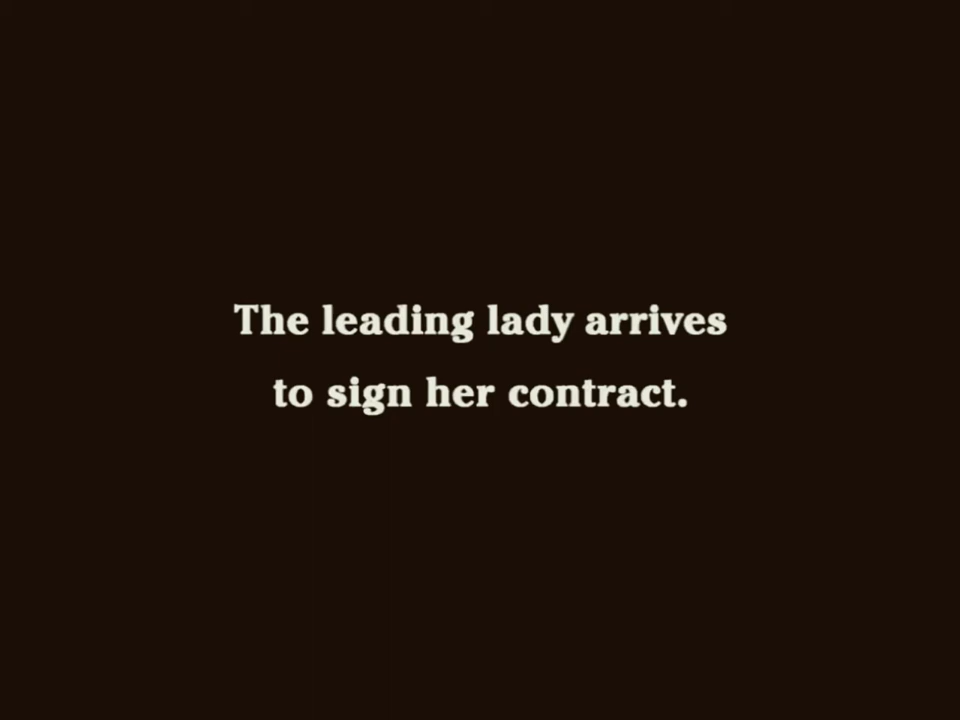 The leading lady arrives
to sign her contract.